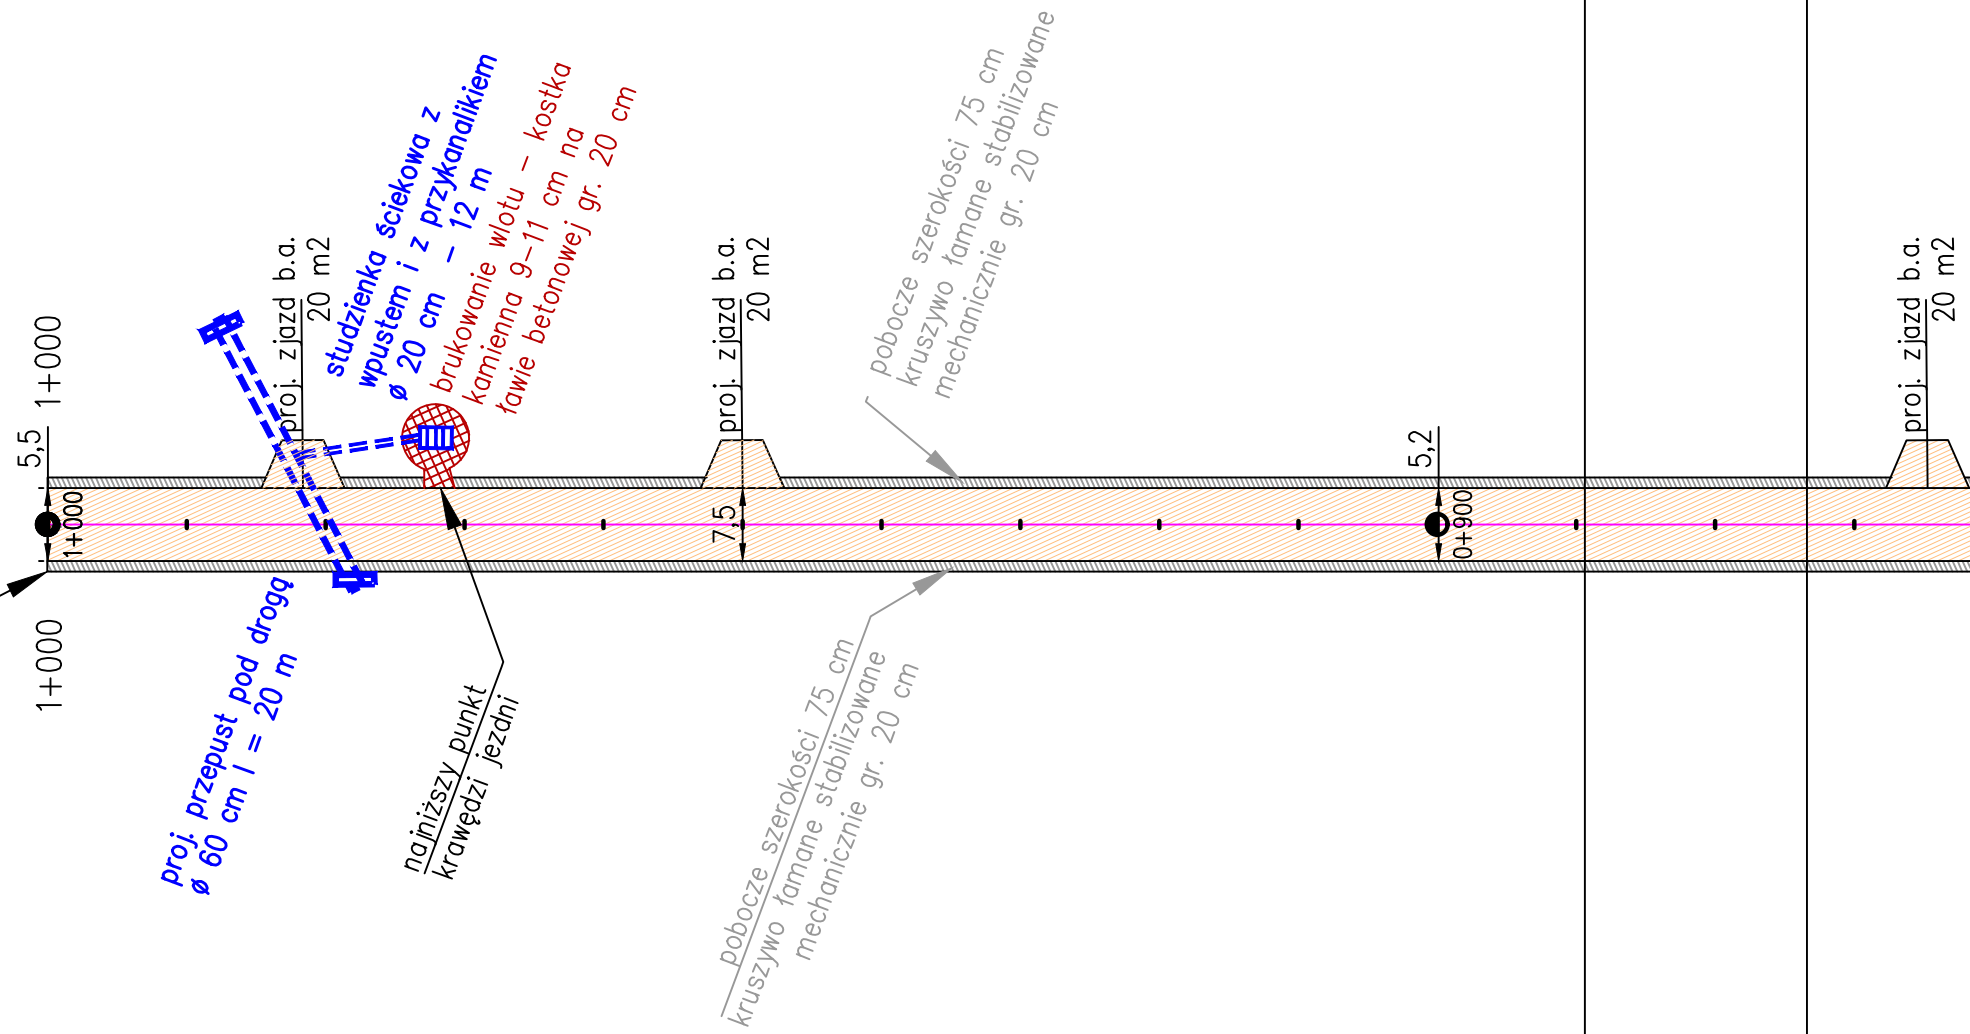 5,5
1+000
1+000
1+000
proj. zjazd b.a.
20 m2
studzienka ściekowa z
wpustem i z przykanalikiem
ø 20 cm - 12 m
brukowanie wlotu - kostka
kamienna 9-11 cm na
ławie betonowej gr. 20 cm
proj. przepust pod drogą
ø 60 cm l = 20 m
najniższy punkt
krawędzi jezdni
proj. zjazd b.a.
20 m2
7,5
pobocze szerokości 75 cm
kruszywo łamane stabilizowane
mechanicznie gr. 20 cm
pobocze szerokości 75 cm
kruszywo łamane stabilizowane
mechanicznie gr. 20 cm
5,2
0+900
proj. zjazd b.a.
20 m2